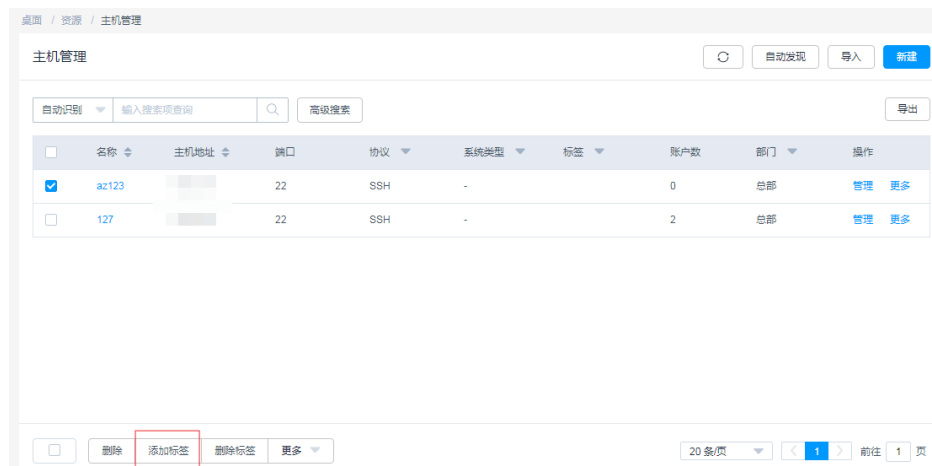 桌面 / 资源 / 主机管理
主机管理 自动发现 导入 新建
自动识别 输入搜索项查询 高级搜索 导出
名称 主机地址 端口 协议 系统类型 标签 账户数 部门 操作
az123 22 SSH - 0 总部 管理 更多
127 22 SSH - 2 总部 管理 更多
删除 添加标签 删除标签 更多 20 条/页 1 前往 1 页